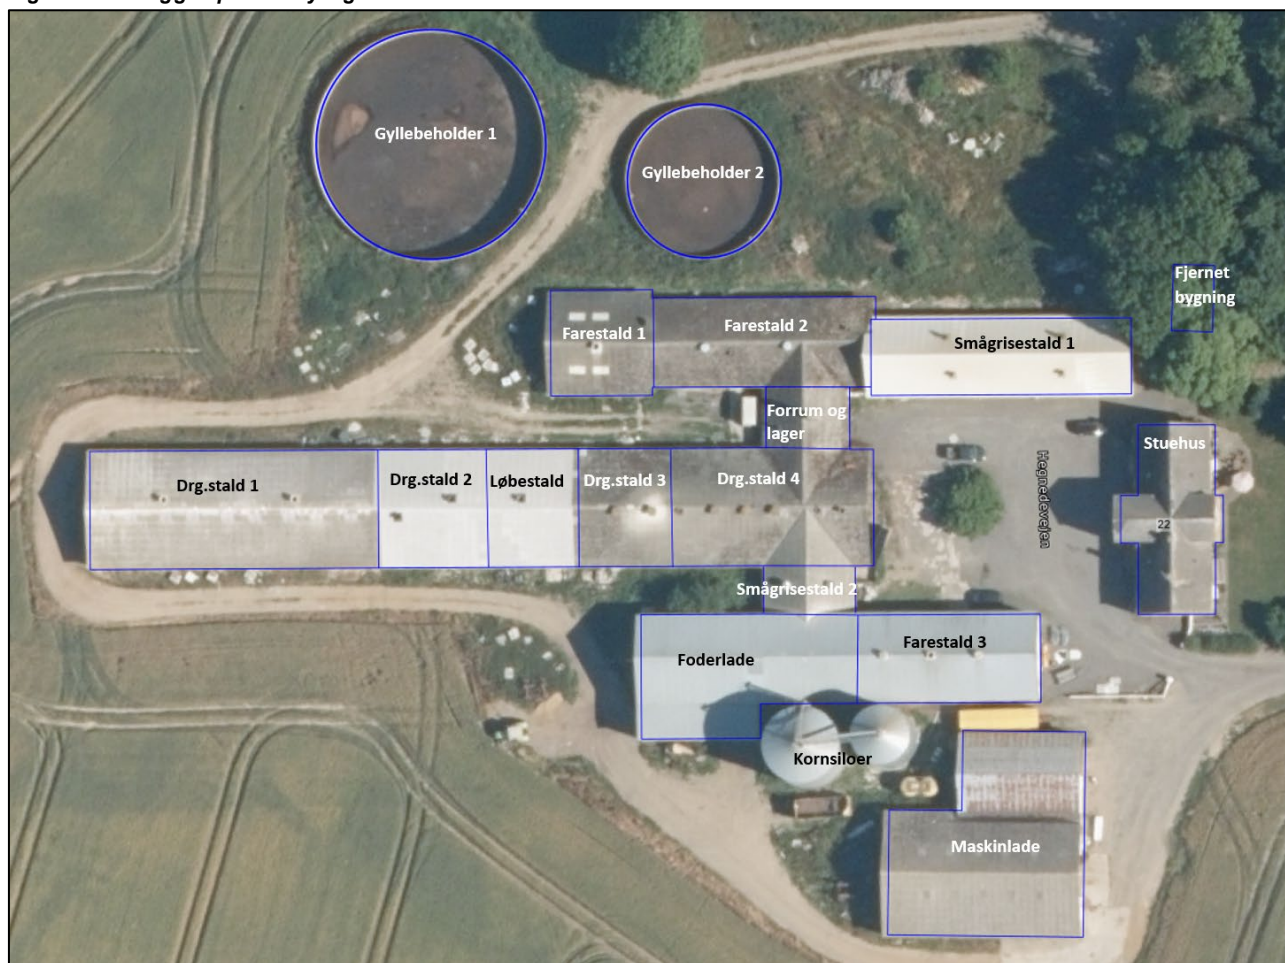 Gyllebeholder 1
Gyllebeholder 2
Fjernet
bygning
Farestald 1
Farestald 2
Smågrisestald 1
Forrum og
lager
Stuehus
Drg.stald 1
Drg.stald 2
Løbestald
Drg.stald 3
Drg.stald 4
Hegnedevejen
22
Smågrisestald 2
Foderlade
Farestald 3
Kornsiloer
Maskinlade